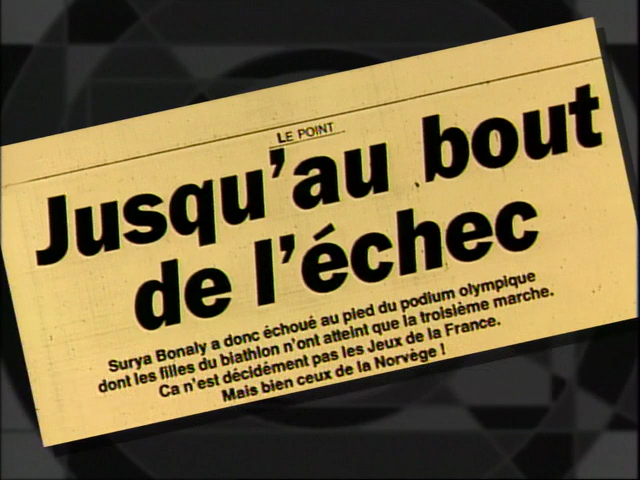 LE POINT
Jusqu'au bout
de l'échec
Surya Bonaly a donc échoué au pied du podium olympique
dont les filles du biathlon n'ont atteint que la troisième marche.
Ca n'est décidément pas les Jeux de la France.
Mais bien ceux de la Norvège !